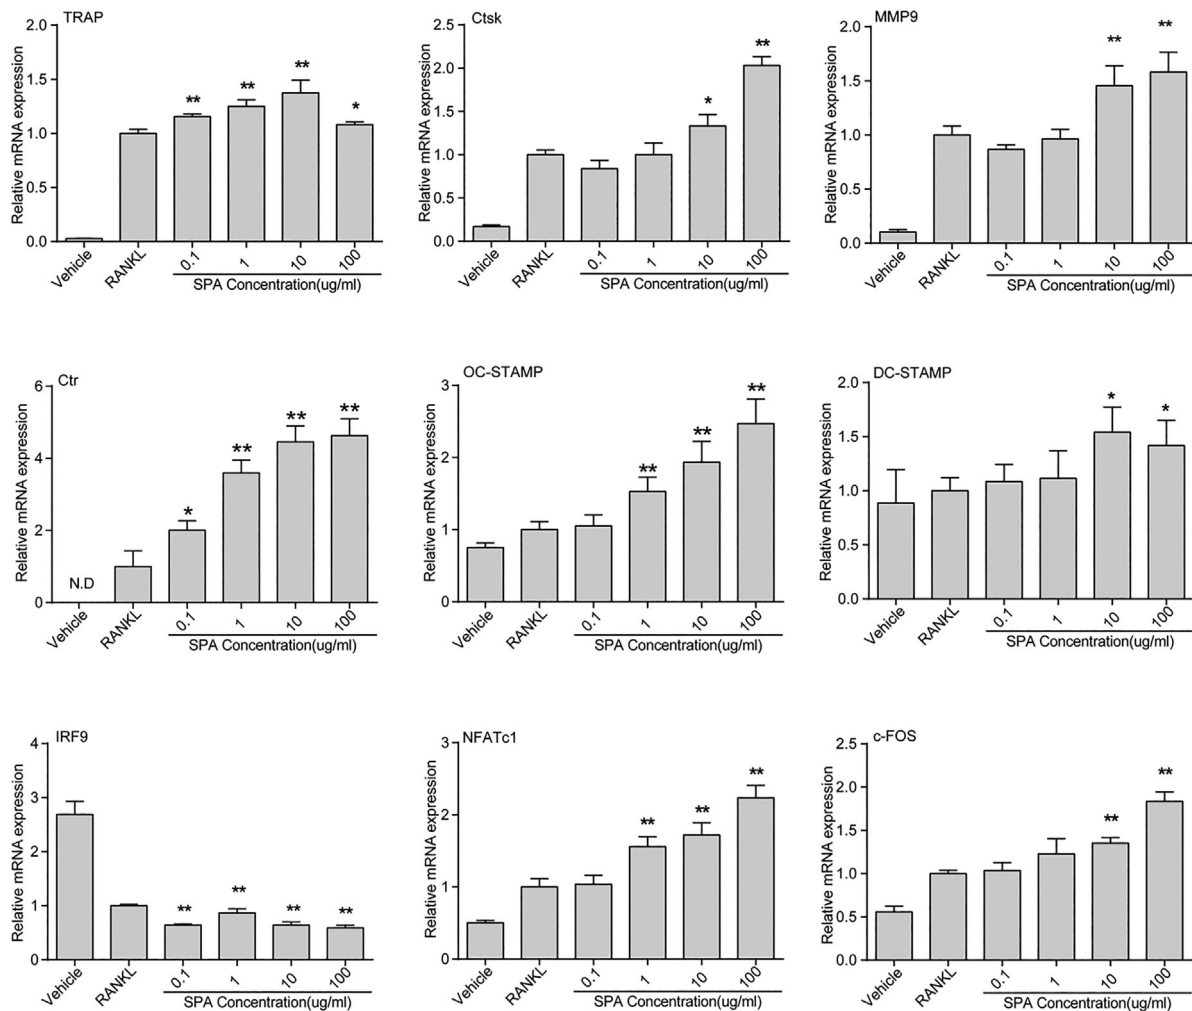 TRAP
Relative mRNA expression
2.0
1.5
1.0
0.5
0.0
** ** ** *
Vehicle RANKL 0.1 1 10 100
SPA Concentration(ug/ml)
Ctsk
Relative mRNA expression
2.5
2.0
1.5
1.0
0.5
0.0
* **
Vehicle RANKL 0.1 1 10 100
SPA Concentration(ug/ml)
MMP9
Relative mRNA expression
2.0
1.5
1.0
0.5
0.0
** **
Vehicle RANKL 0.1 1 10 100
SPA Concentration(ug/ml)
Ctr
Relative mRNA expression
6
4
2
0
N.D * ** ** **
Vehicle RANKL 0.1 1 10 100
SPA Concentration(ug/ml)
OC-STAMP
Relative mRNA expression
3
2
1
0
** ** **
Vehicle RANKL 0.1 1 10 100
SPA Concentration(ug/ml)
DC-STAMP
Relative mRNA expression
2.0
1.5
1.0
0.5
0.0
* *
Vehicle RANKL 0.1 1 10 100
SPA Concentration(ug/ml)
IRF9
Relative mRNA expression
4
3
2
1
0
** ** ** **
Vehicle RANKL 0.1 1 10 100
SPA Concentration(ug/ml)
NFATc1
Relative mRNA expression
3
2
1
0
** ** **
Vehicle RANKL 0.1 1 10 100
SPA Concentration(ug/ml)
c-FOS
Relative mRNA expression
2.5
2.0
1.5
1.0
0.5
0.0
** **
Vehicle RANKL 0.1 1 10 100
SPA Concentration(ug/ml)